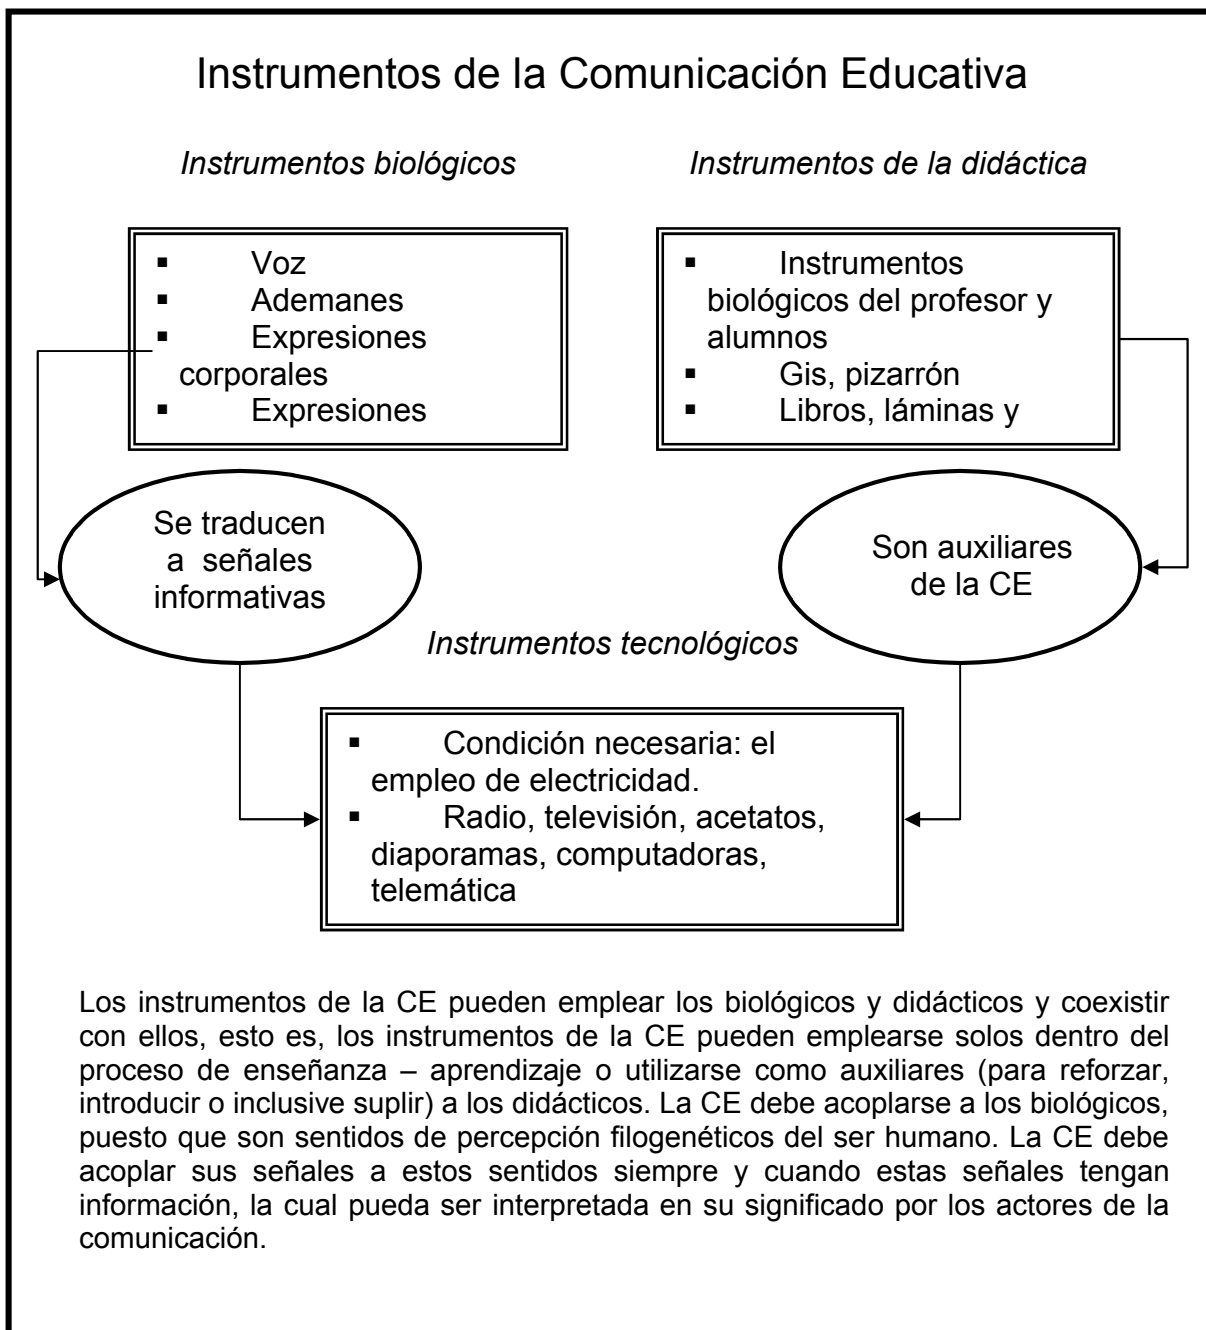 Instrumentos de la Comunicación Educativa
Instrumentos biológicos
▪ Voz
▪ Ademanes
▪ Expresiones
corporales
▪ Expresiones
Instrumentos de la didáctica
▪ Instrumentos
biológicos del profesor y
alumnos
▪ Gis, pizarrón
▪ Libros, láminas y
Se traducen
a señales
informativas
Son auxiliares
de la CE
Instrumentos tecnológicos
▪ Condición necesaria: el
empleo de electricidad.
▪ Radio, televisión, acetatos,
diaporamas, computadoras,
telemática
Los instrumentos de la CE pueden emplear los biológicos y didácticos y coexistir
con ellos, esto es, los instrumentos de la CE pueden emplearse solos dentro del
proceso de enseñanza – aprendizaje o utilizarse como auxiliares (para reforzar,
introducir o inclusive suplir) a los didácticos. La CE debe acoplarse a los biológicos,
puesto que son sentidos de percepción filogenéticos del ser humano. La CE debe
acoplar sus señales a estos sentidos siempre y cuando estas señales tengan
información, la cual pueda ser interpretada en su significado por los actores de la
comunicación.